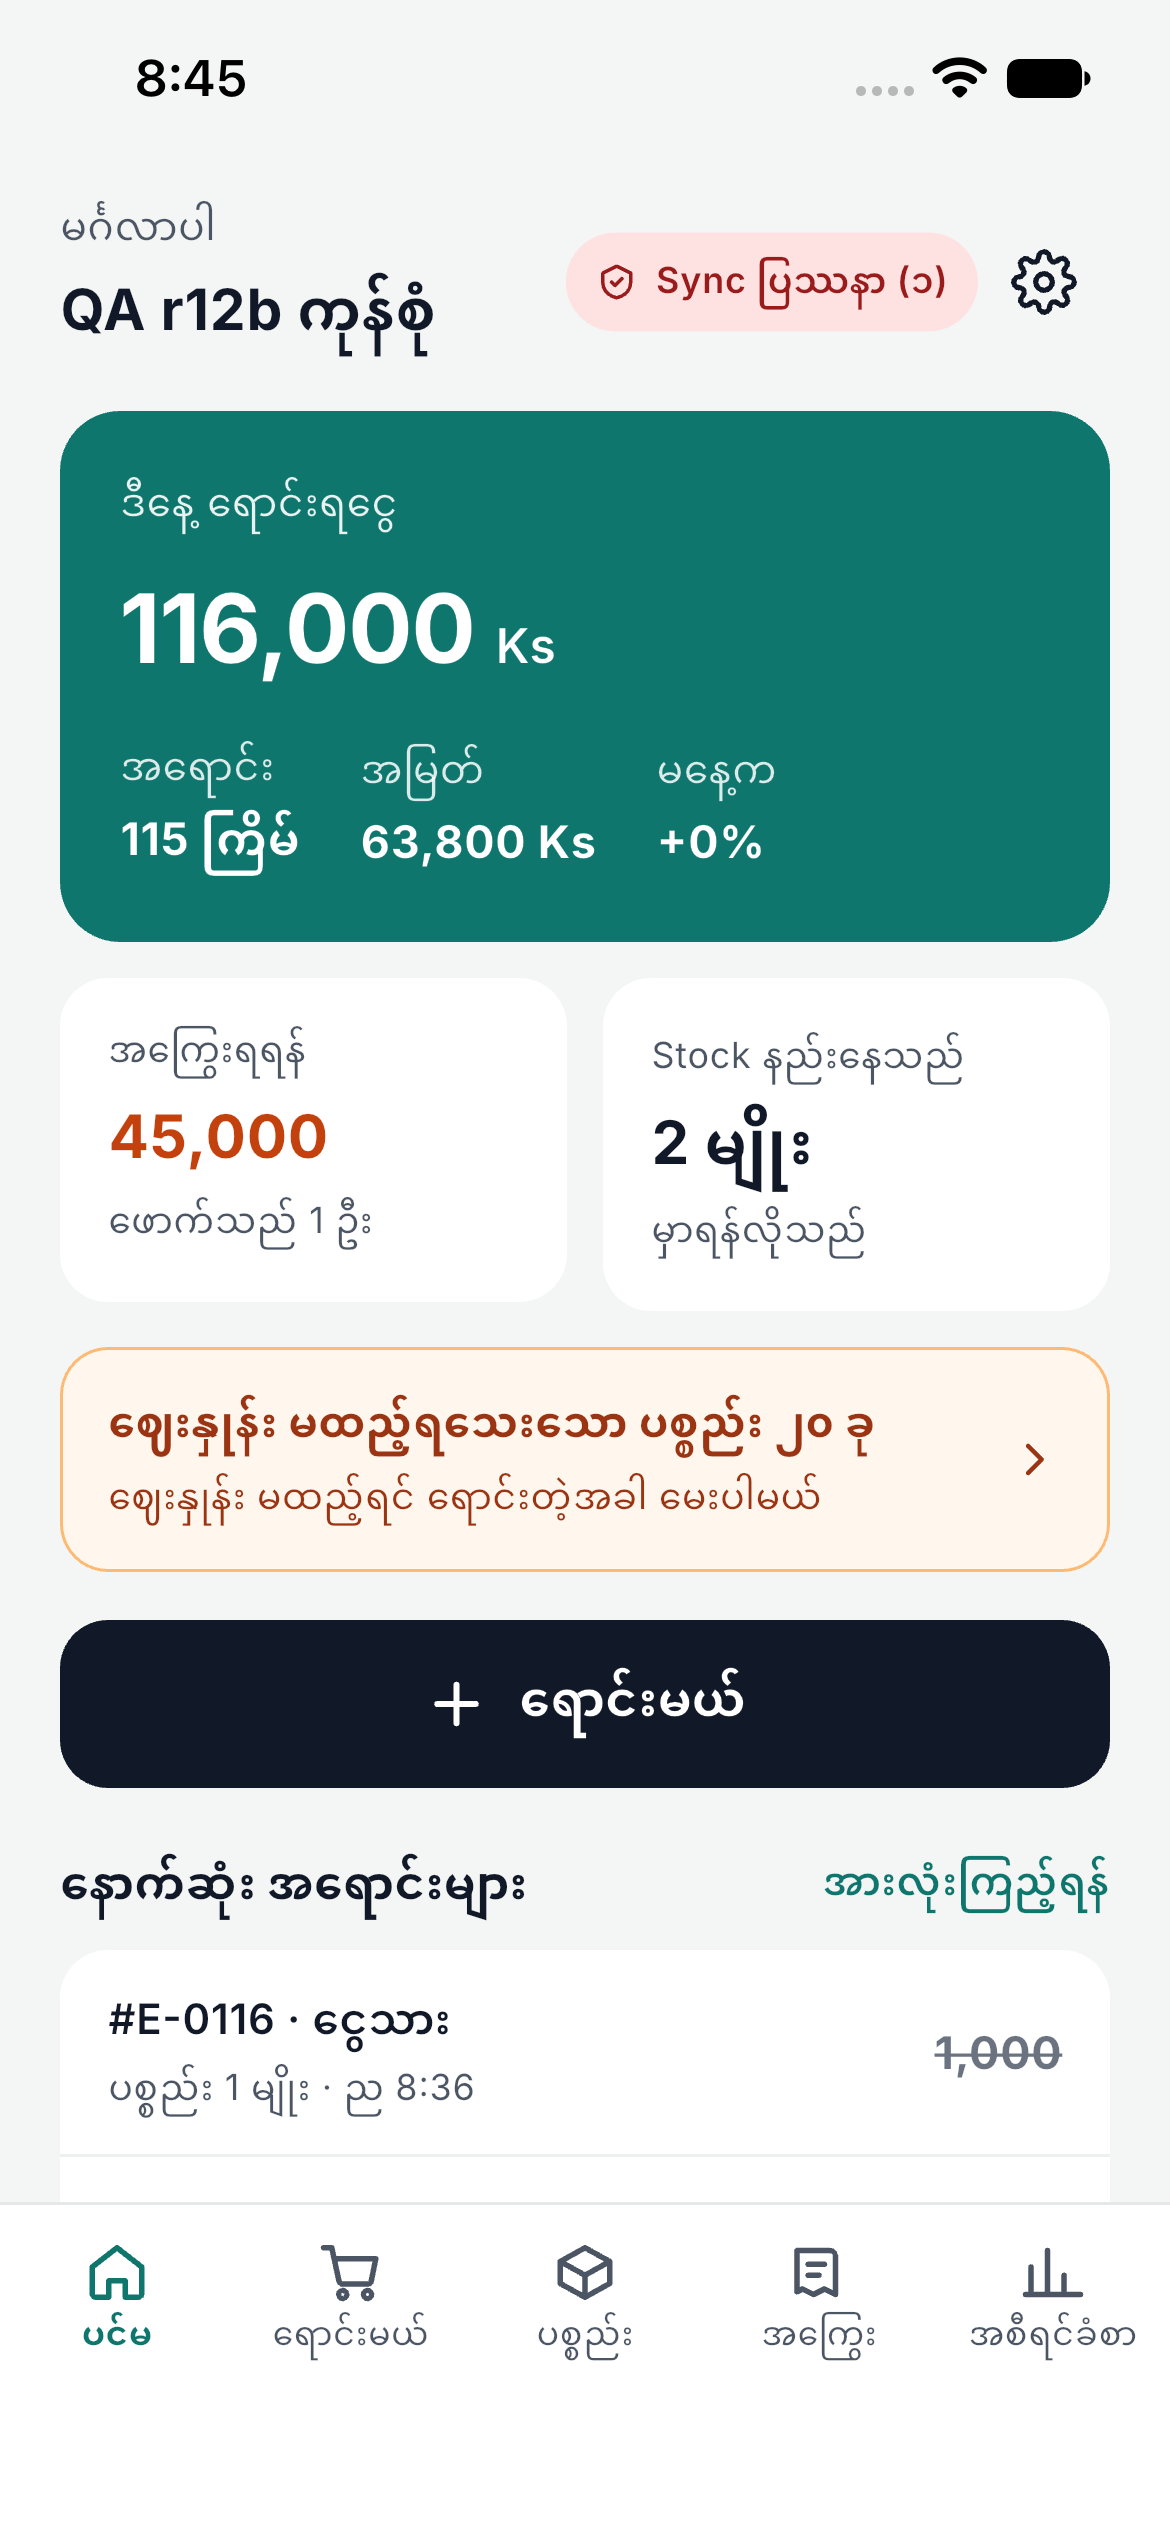 8:45
မင်္ဂလာပါ
QA r12b ကုန်စုံ
Sync ပြဿနာ (၁)
ဒီနေ့ ရောင်းရငွေ
116,000 Ks
အရောင်း အမြတ် မနေ့က
115 ကြိမ် 63,800 Ks +0%
အကြွေးရရန်
45,000
ဖောက်သည် 1 ဦး
Stock နည်းနေသည်
2 မျိုး
မှာရန်လိုသည်
ဈေးနှုန်း မထည့်ရသေးသော ပစ္စည်း ၂၀ ခု
ဈေးနှုန်း မထည့်ရင် ရောင်းတဲ့အခါ မေးပါမယ်
ရောင်းမယ်
နောက်ဆုံး အရောင်းများ အားလုံးကြည့်ရန်
#E-0116 · ငွေသား
1,000
ပစ္စည်း 1 မျိုး · ည 8:36
ပင်မ ရောင်းမယ် ပစ္စည်း အကြွေး အစီရင်ခံစာ